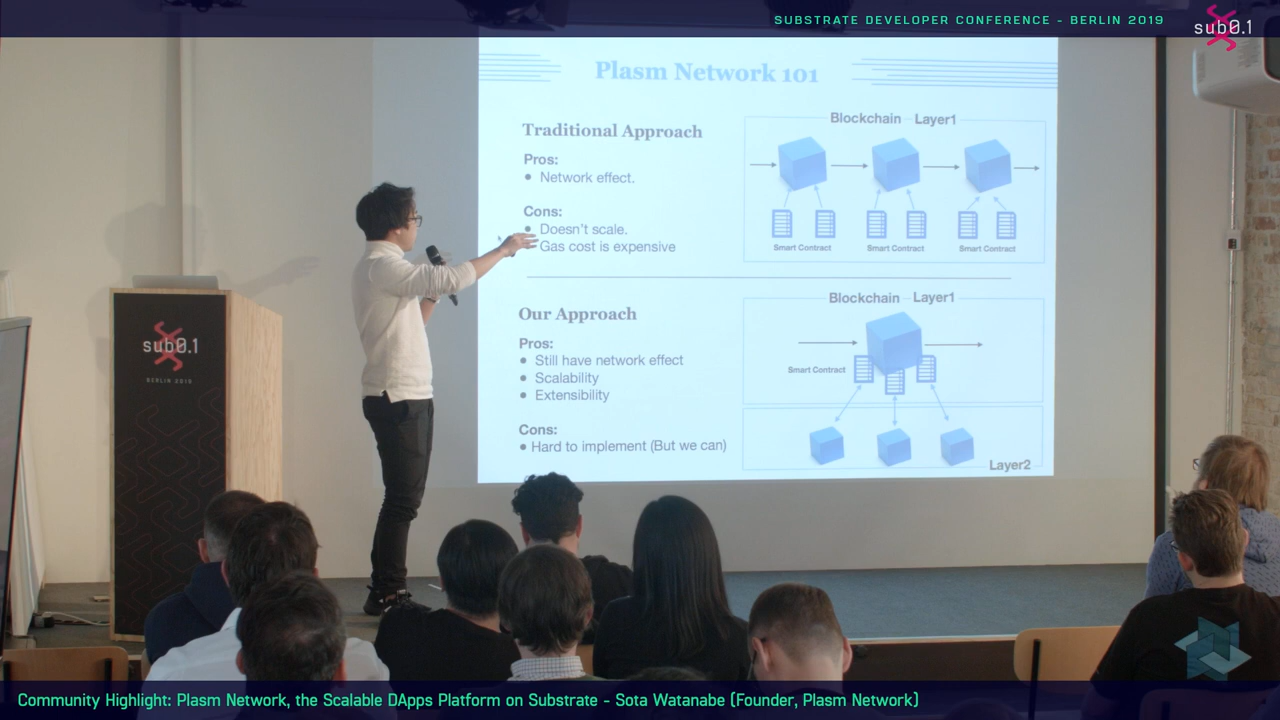 SUBSTRATE DEVELOPER CONFERENCE - BERLIN 2019
sub0.1
Plasm Network 101
Traditional Approach
Pros:
• Network effect.
Cons:
• Doesn't scale.
Gas cost is expensive
Blockchain Layer1
Smart Contract
Smart Contract
Smart Contract
Our Approach
Pros:
• Still have network effect
• Scalability
• Extensibility
Cons:
• Hard to implement (But we can)
Blockchain Layer1
Smart Contract
Layer2
sub0.1
BERLIN 2019
Community Highlight: Plasm Network, the Scalable DApps Platform on Substrate - Sota Watanabe (Founder, Plasm Network)